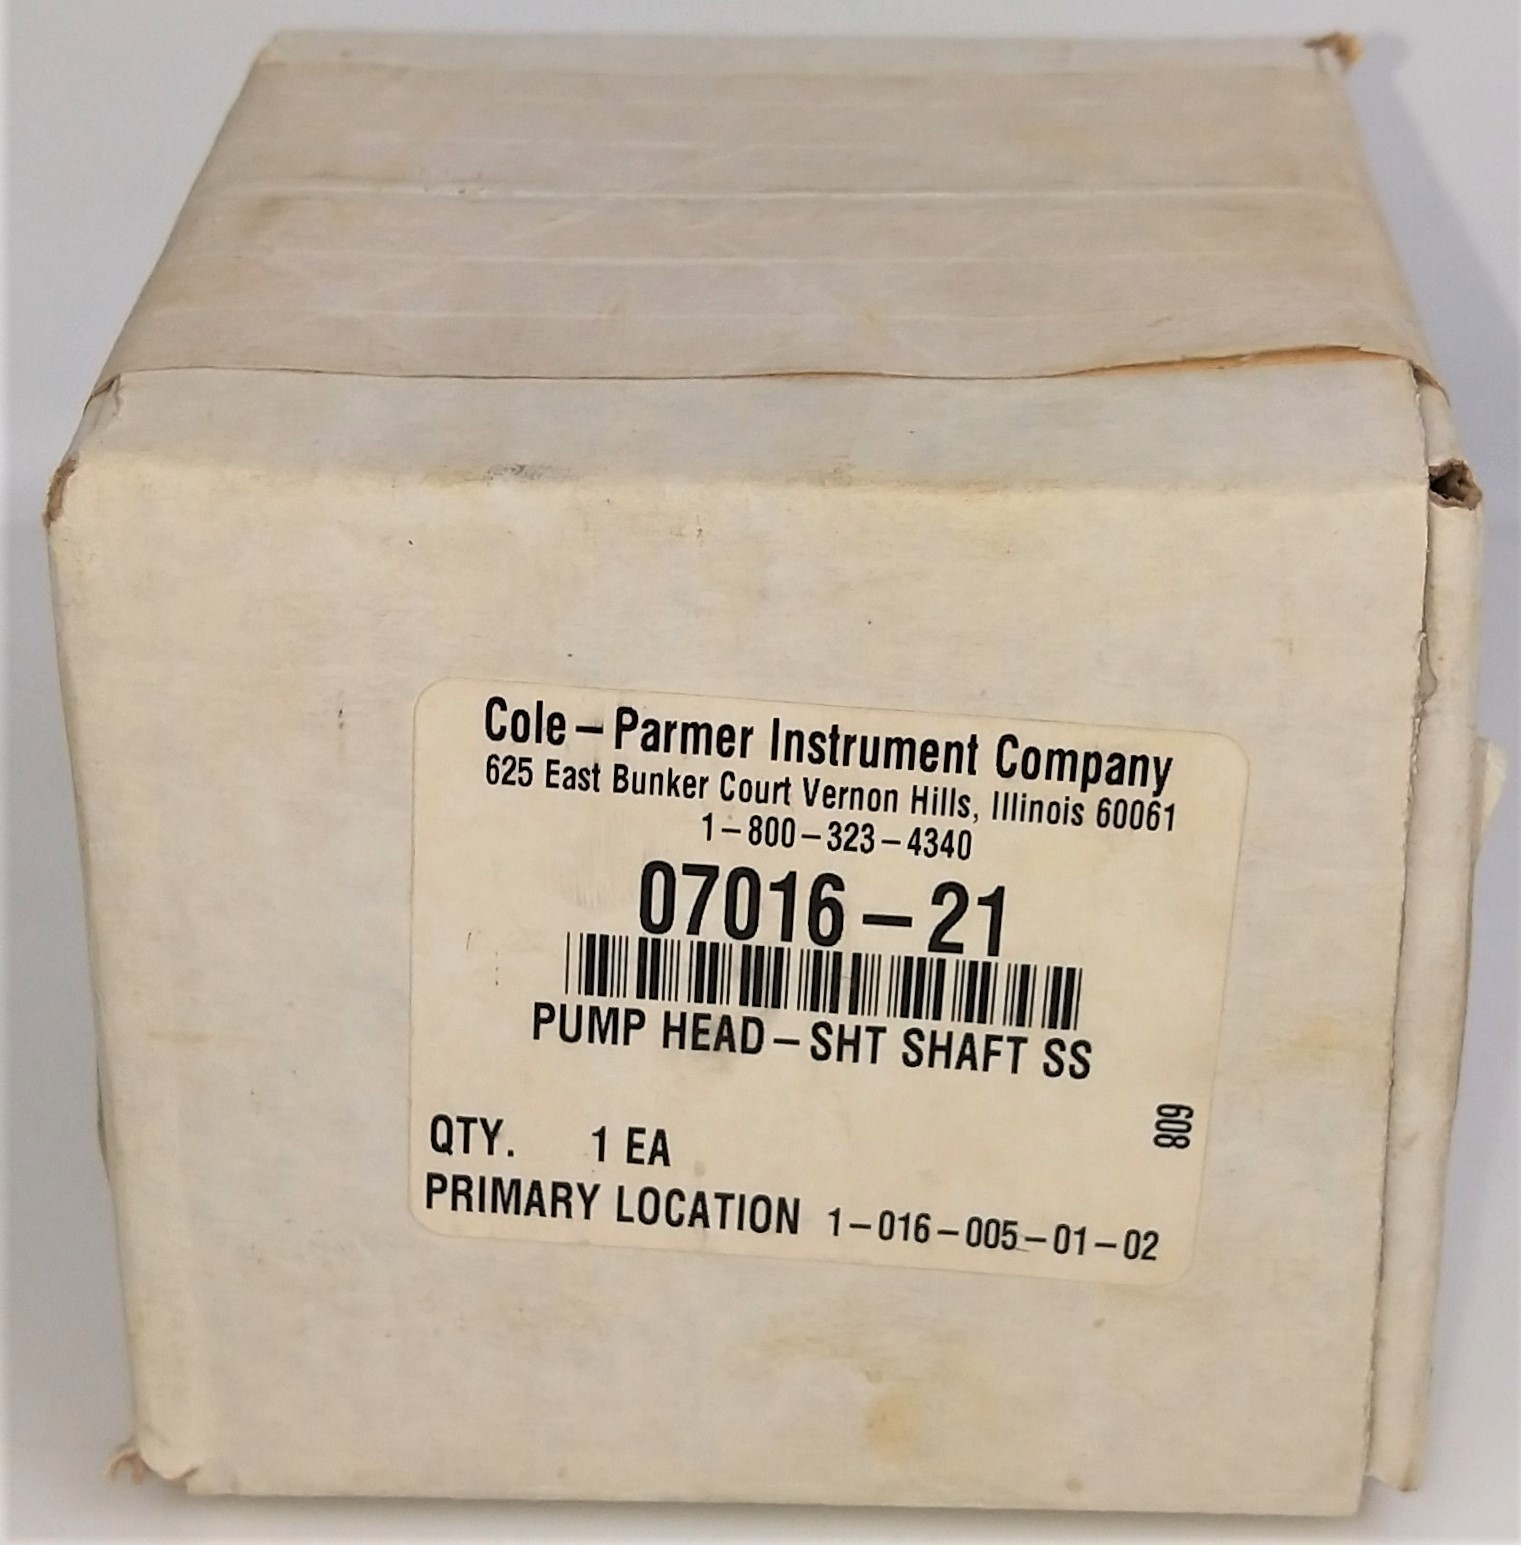 Cole-Parmer Instrument Company
625 East Bunker Court Vernon Hills, Illinois 60061
1-800-323-4340
07016-21
PUMP HEAD-SHT SHAFT SS
809
QTY. 1 EA
PRIMARY LOCATION 1-016-005-01-02